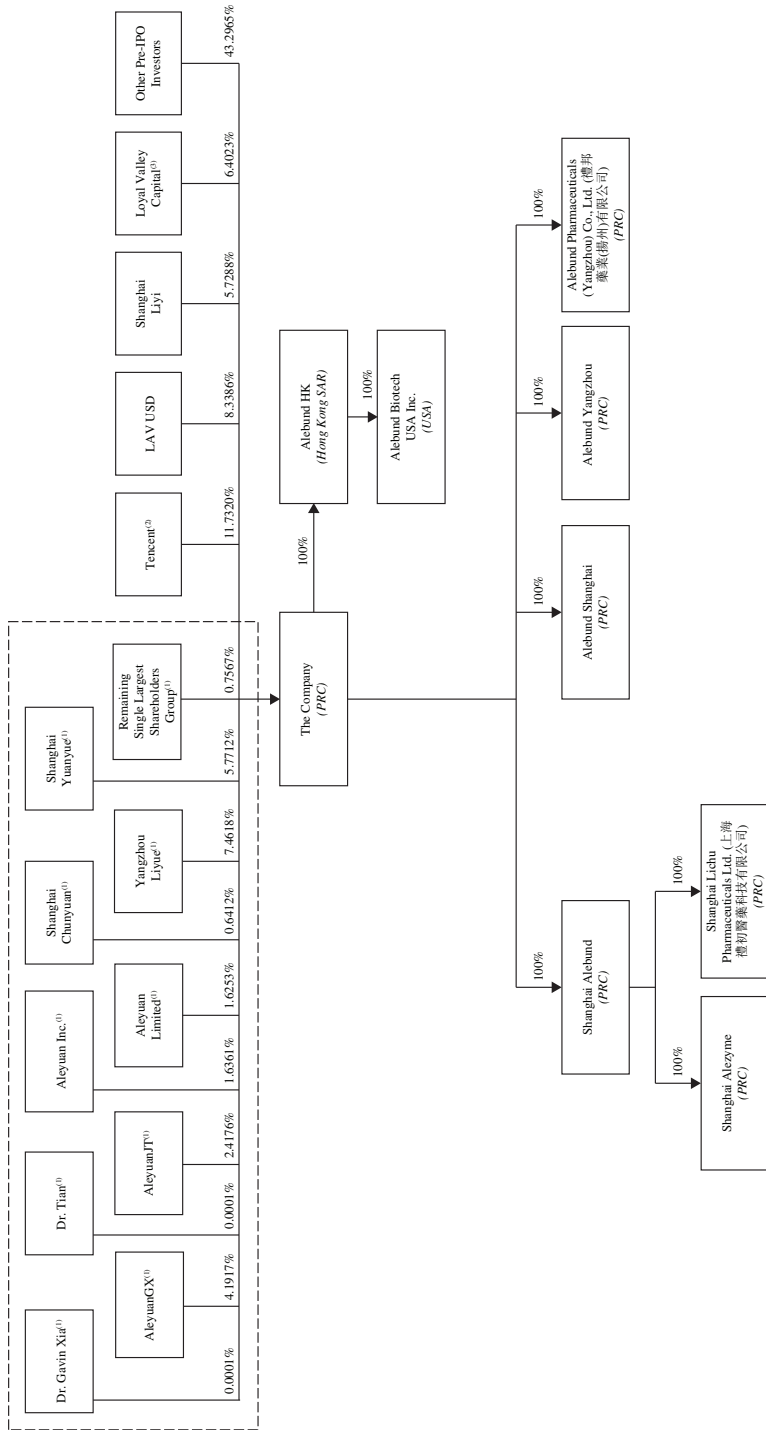 Dr. Gavin Xia(1)
Dr. Tian(1)
Aleyuan Inc.(1)
Shanghai
Chunyuan(1)
Shanghai
Yuanyue(1)
AleyuanGX(1)
AleyuanJT(1)
Aleyuan
Limited(1)
Yangzhou
Liyue(1)
Remaining
Single Largest
Shareholders
Group(1)
Tencent(2)
LAV USD
Shanghai
Liyi
Loyal Valley
Capital(3)
Other Pre-IPO
Investors
0.0001%
4.1917%
0.0001%
2.4176%
1.6361%
1.6253%
0.6412%
7.4618%
5.7712%
0.7567%
11.7320%
8.3386%
5.7288%
6.4023%
43.2965%
The Company
(PRC)
100%
Alebund HK
(Hong Kong SAR)
100%
Alebund Biotech
USA Inc.
(USA)
100%
100%
100%
100%
Shanghai Alebund
(PRC)
Alebund Shanghai
(PRC)
Alebund Yangzhou
(PRC)
Alebund Pharmaceuticals
(Yangzhou) Co., Ltd. (禮邦
藥業(揚州)有限公司)
(PRC)
100%
100%
Shanghai Alezyme
(PRC)
Shanghai Lichu
Pharmaceuticals Ltd. (上海
禮初醫藥科技有限公司)
(PRC)